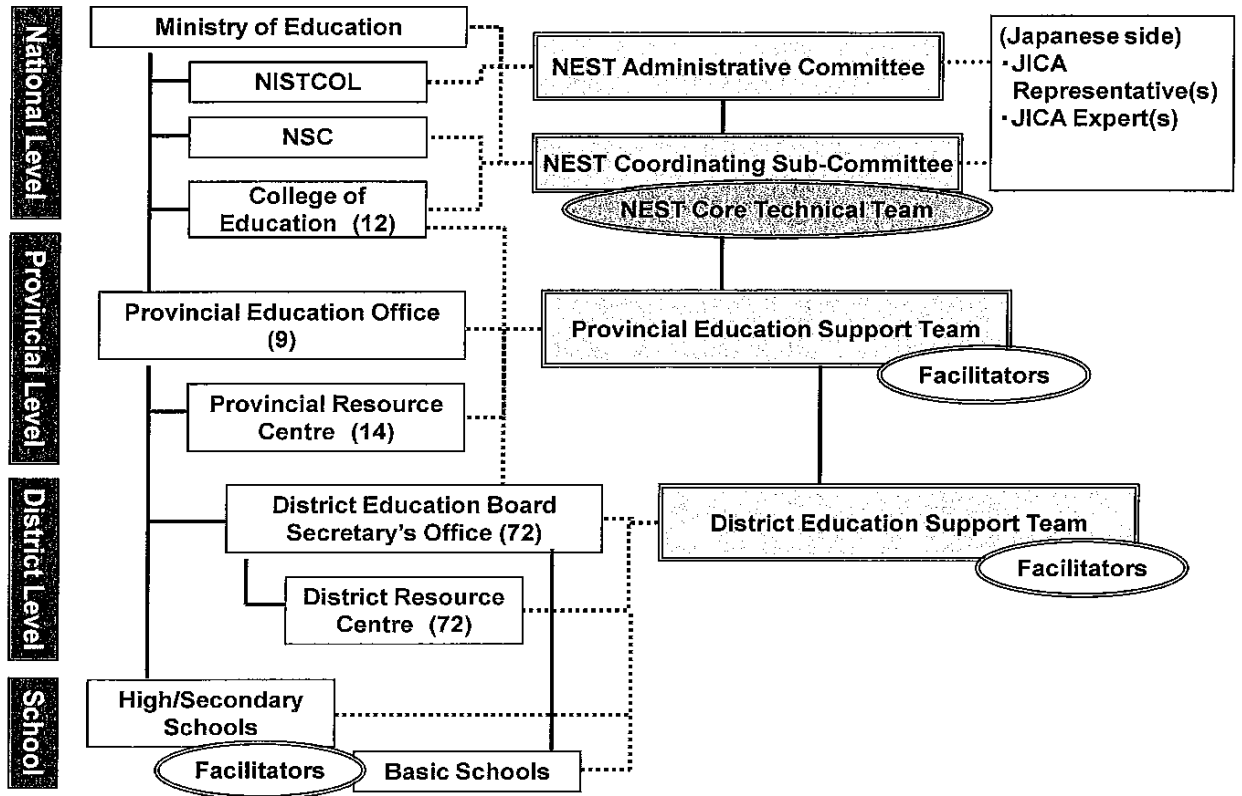 National Level
Ministry of Education
NISTCOL
NSC
College of
Education (12)
NEST Administrative Committee
NEST Coordinating Sub-Committee
NEST Core Technical Team
(Japanese side)
・JICA
Representative(s)
・JICA Expert(s)
Provincial Level
Provincial Education Office
(9)
Provincial Resource
Centre (14)
Provincial Education Support Team
Facilitators
District Level
District Education Board
Secretary's Office (72)
District Resource
Centre (72)
District Education Support Team
Facilitators
School
High/Secondary
Schools
Facilitators
Basic Schools